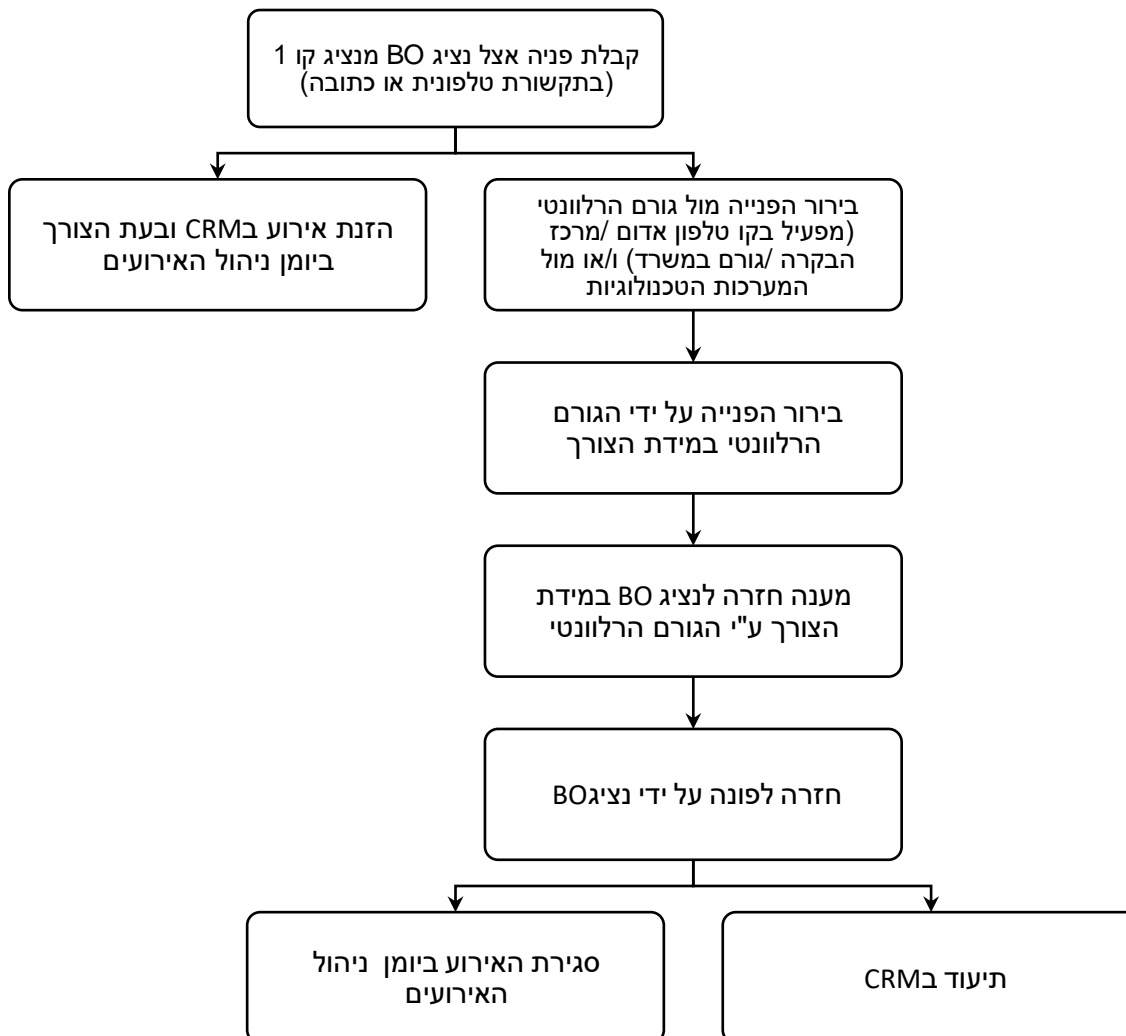 קבלת פניה אצל נציג BO מנציג קו 1
(בתקשורת טלפונית או כתובה)
בירור הפנייה מול גורם הרלוונטי
(מפעיל בקו טלפון אדום /מרכז
הבקרה /גורם במשרד) ו/או מול
המערכות הטכנולוגיות
הזנת אירוע בCRM ובעת הצורך
ביומן ניהול האירועים
בירור הפנייה על ידי הגורם
הרלוונטי במידת הצורך
מענה חזרה לנציג BO במידת
הצורך ע"י הגורם הרלוונטי
חזרה לפונה על ידי נציגBO
תיעוד בCRM
סגירת האירוע ביומן ניהול
האירועים